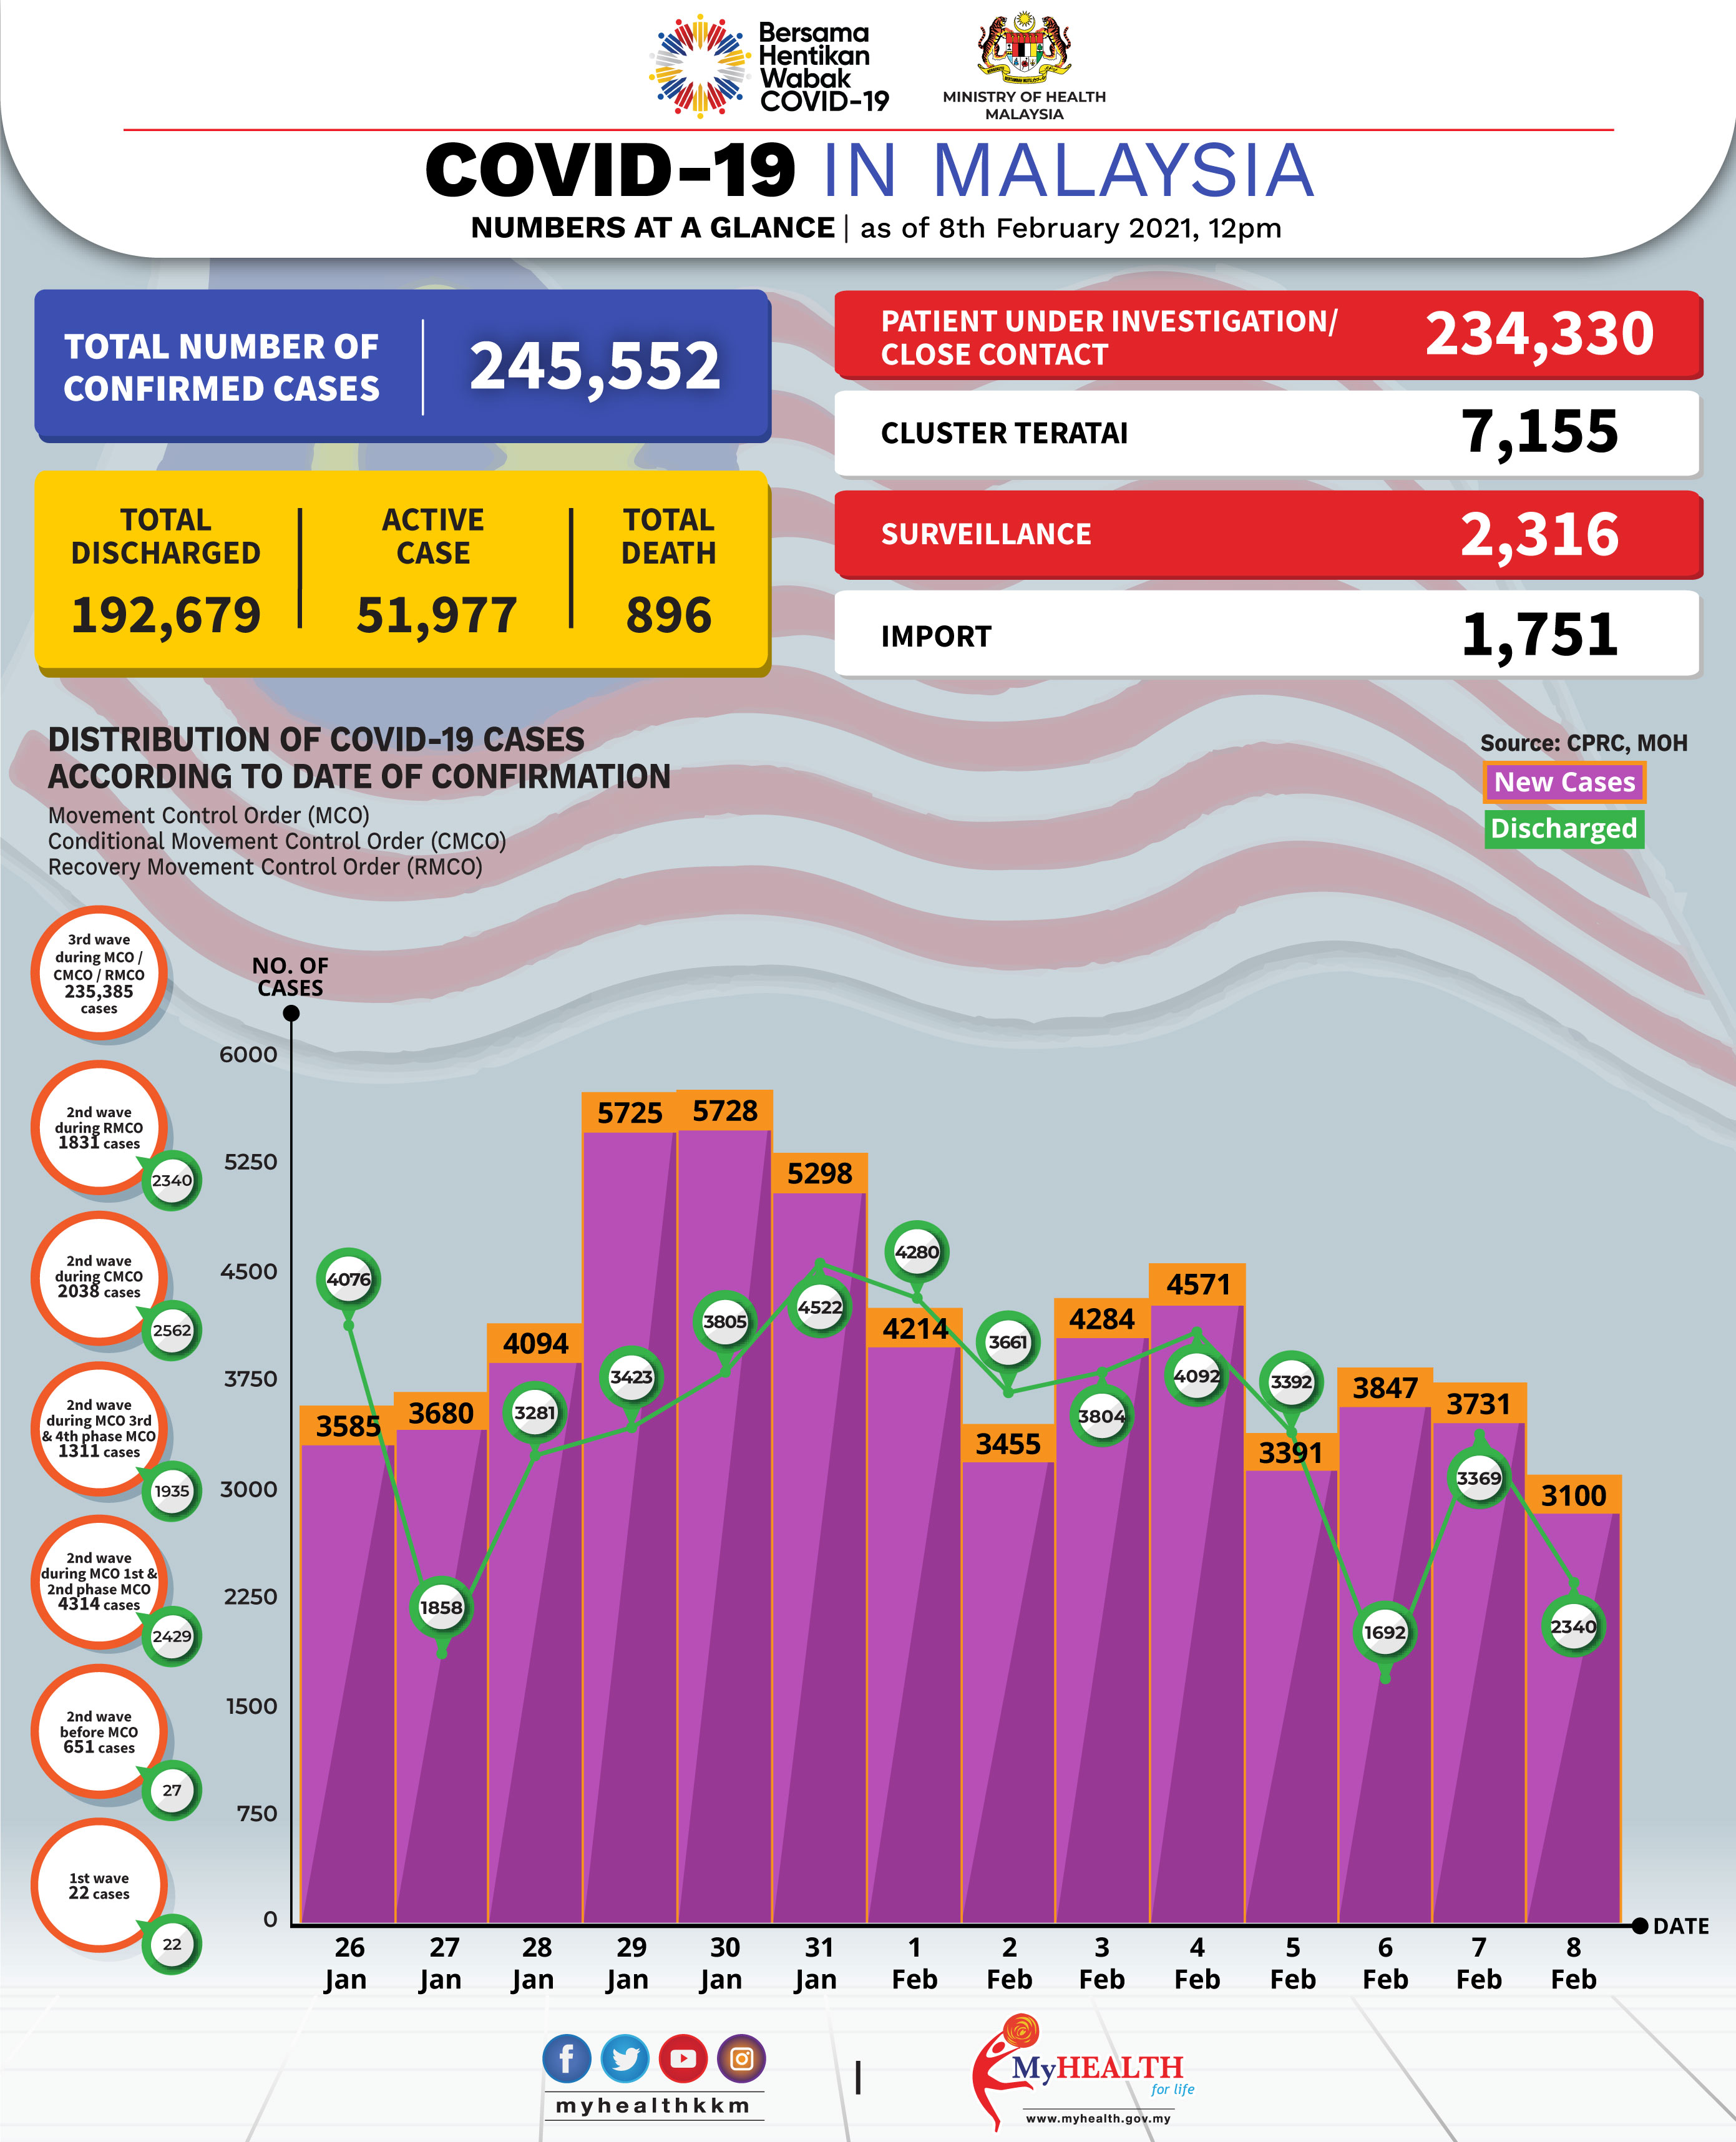 Bersama
Hentikan
Wabak
COVID-19
MINISTRY OF HEALTH
MALAYSIA
COVID-19 IN MALAYSIA
NUMBERS AT A GLANCE | as of 8th February 2021, 12pm
TOTAL NUMBER OF
CONFIRMED CASES
245,552
TOTAL
DISCHARGED
192,679
ACTIVE
CASE
51,977
TOTAL
DEATH
896
PATIENT UNDER INVESTIGATION/
CLOSE CONTACT
234,330
CLUSTER TERATAI
7,155
SURVEILLANCE
2,316
IMPORT
1,751
DISTRIBUTION OF COVID-19 CASES
ACCORDING TO DATE OF CONFIRMATION
Movement Control Order (MCO)
Conditional Movement Control Order (CMCO)
Recovery Movement Control Order (RMCO)
Source: CPRC, MOH
New Cases
Discharged
3rd wave
during MCO /
CMCO / RMCO
235,385
cases
2nd wave
during RMCO
1831 cases
2340
2nd wave
during CMCO
2038 cases
2562
2nd wave
during MCO 3rd
& 4th phase MCO
1311 cases
1935
2nd wave
during MCO 1st &
2nd phase MCO
4314 cases
2429
2nd wave
before MCO
651 cases
27
1st wave
22 cases
22
NO. OF
CASES
6000
5250
4500
3750
3000
2250
1500
750
0
3585
3680
4094
5725
5728
5298
4214
3455
4284
4571
3391
3847
3731
3100
4076
1858
3281
3423
3805
4522
4280
3661
3804
4092
3392
1692
3369
2340
26 27 28 29 30 31 1 2 3 4 5 6 7 8
Jan Jan Jan Jan Jan Jan Feb Feb Feb Feb Feb Feb Feb Feb
DATE
myhealthkkm
MyHEALTH
for life
www.myhealth.gov.my